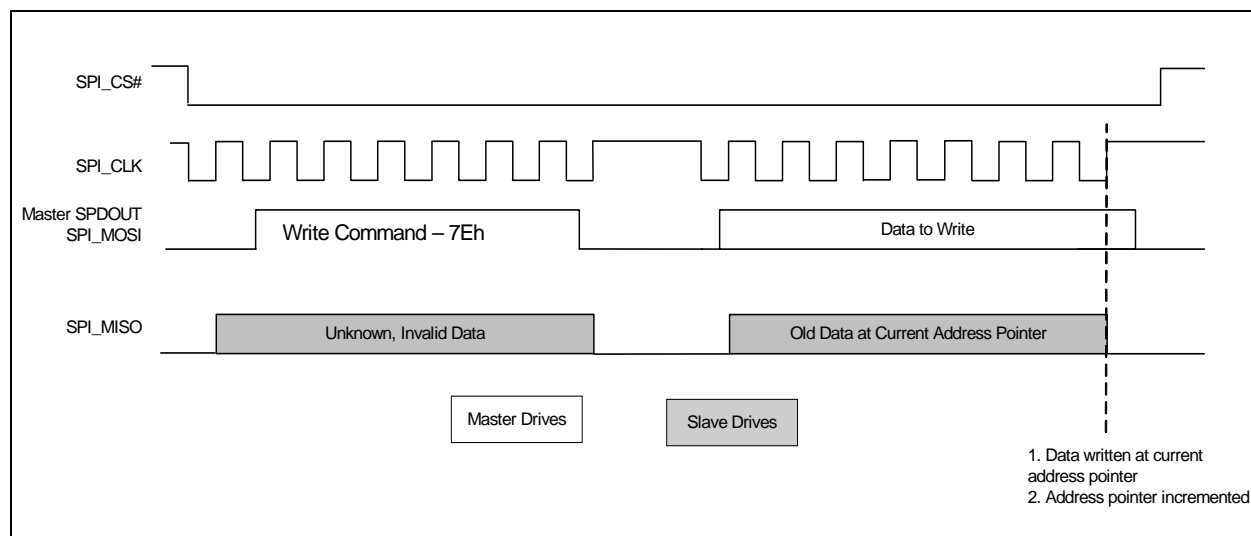 SPI_CS#
SPI_CLK
Master SPDOUT
SPI_MOSI
Write Command – 7Eh
Data to Write
SPI_MISO
Unknown, Invalid Data
Old Data at Current Address Pointer
Master Drives
Slave Drives
1. Data written at current
address pointer
2. Address pointer incremented